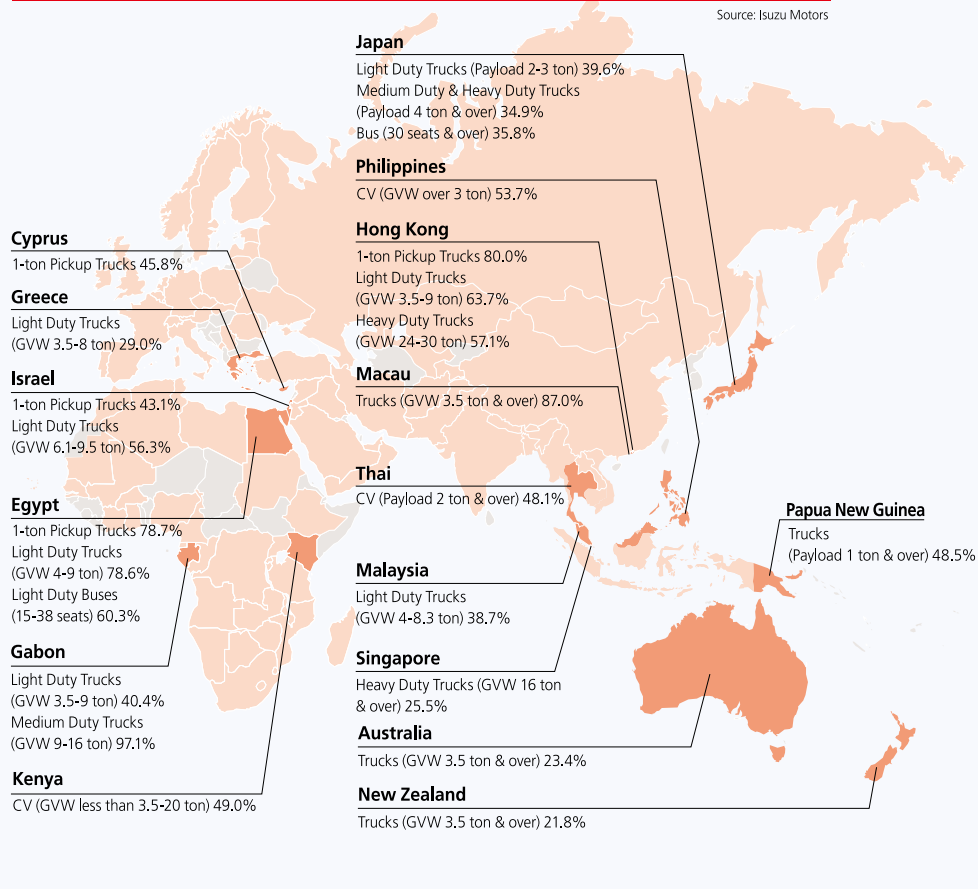 Source: Isuzu Motors
Japan
Light Duty Trucks (Payload 2-3 ton) 39.6%
Medium Duty & Heavy Duty Trucks
(Payload 4 ton & over) 34.9%
Bus (30 seats & over) 35.8%
Philippines
CV (GVW over 3 ton) 53.7%
Hong Kong
1-ton Pickup Trucks 80.0%
Light Duty Trucks
(GVW 3.5-9 ton) 63.7%
Heavy Duty Trucks
(GVW 24-30 ton) 57.1%
Macau
Trucks (GVW 3.5 ton & over) 87.0%
Thai
CV (Payload 2 ton & over) 48.1%
Malaysia
Light Duty Trucks
(GVW 4-8.3 ton) 38.7%
Singapore
Heavy Duty Trucks (GVW 16 ton
& over) 25.5%
Australia
Trucks (GVW 3.5 ton & over) 23.4%
New Zealand
Trucks (GVW 3.5 ton & over) 21.8%
Cyprus
1-ton Pickup Trucks 45.8%
Greece
Light Duty Trucks
(GVW 3.5-8 ton) 29.0%
Israel
1-ton Pickup Trucks 43.1%
Light Duty Trucks
(GVW 6.1-9.5 ton) 56.3%
Egypt
1-ton Pickup Trucks 78.7%
Light Duty Trucks
(GVW 4-9 ton) 78.6%
Light Duty Buses
(15-38 seats) 60.3%
Gabon
Light Duty Trucks
(GVW 3.5-9 ton) 40.4%
Medium Duty Trucks
(GVW 9-16 ton) 97.1%
Kenya
CV (GVW less than 3.5-20 ton) 49.0%
Papua New Guinea
Trucks
(Payload 1 ton & over) 48.5%